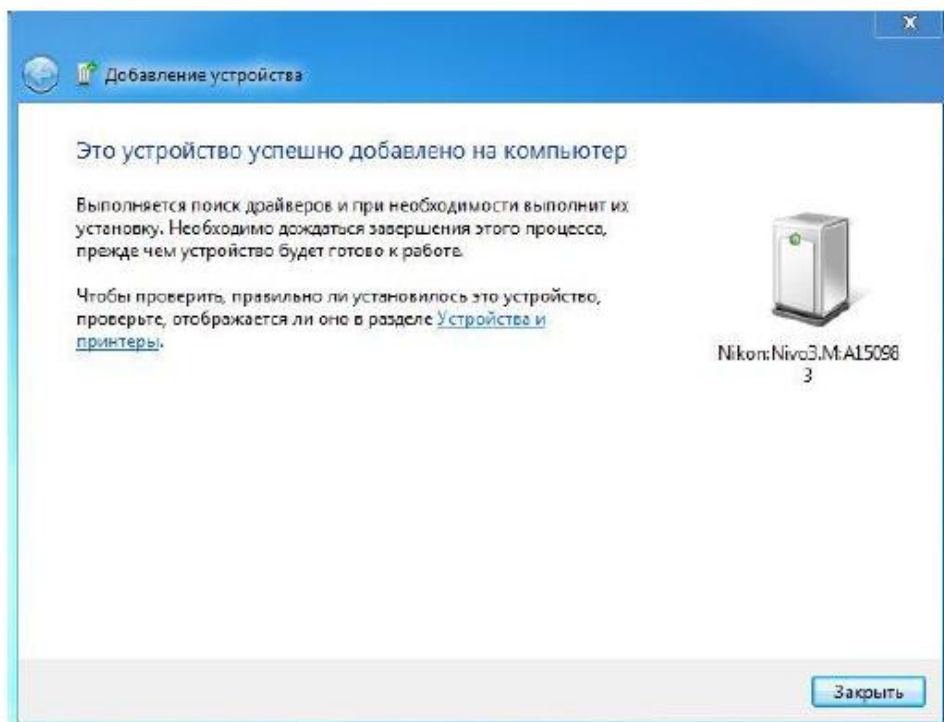 X
Добавление устройства
Это устройство успешно добавлено на компьютер
Выполняется поиск драйверов и при необходимости выполнит их
установку. Необходимо дождаться завершения этого процесса,
прежде чем устройство будет готово к работе.
Чтобы проверить, правильно ли установилось это устройство,
проверьте, отображается ли оно в разделе Устройства и
принтеры.
Nikon:Nivo3.M:A15098
3
Закрыть